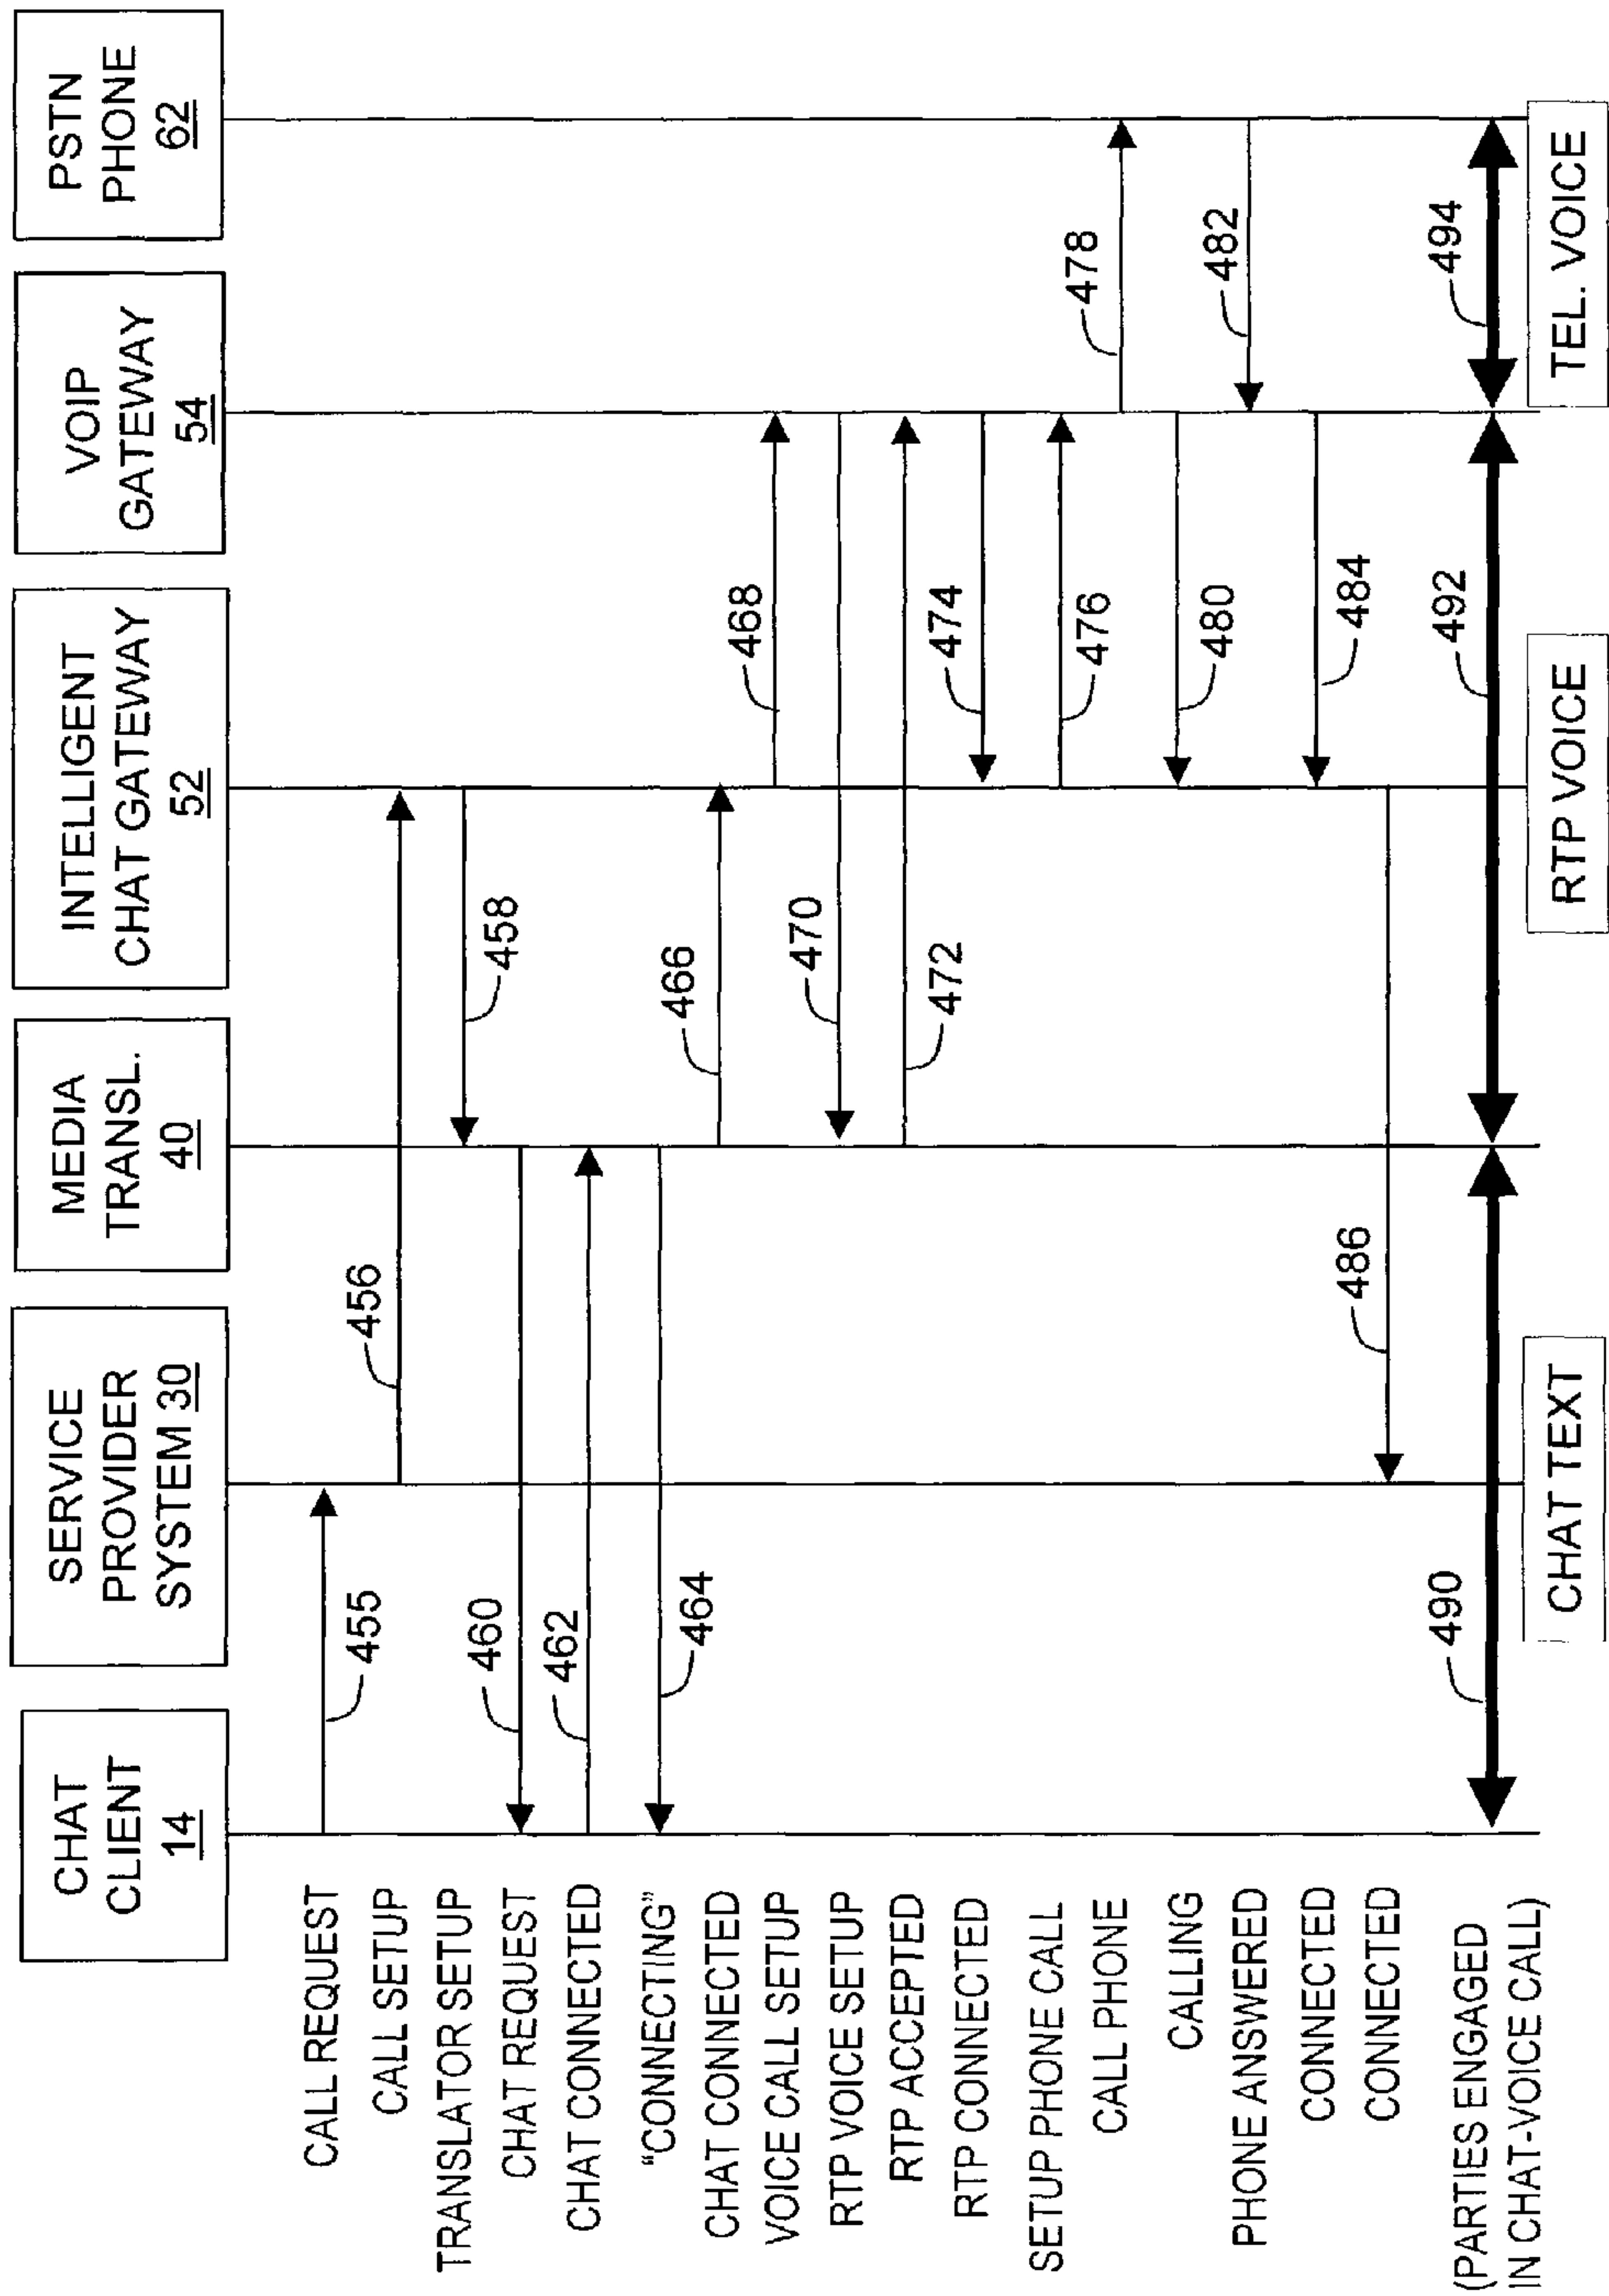 CHAT
CLIENT
14
SERVICE
PROVIDER
SYSTEM 30
MEDIA
TRANSL.
40
INTELLIGENT
CHAT GATEWAY
52
VOIP
GATEWAY
54
PSTN
PHONE
62
CALL REQUEST
455
CALL SETUP
456
TRANSLATOR SETUP
458
CHAT REQUEST
460
CHAT CONNECTED
462
“CONNECTING”
464
CHAT CONNECTED
466
VOICE CALL SETUP
468
RTP VOICE SETUP
470
RTP ACCEPTED
472
RTP CONNECTED
474
SETUP PHONE CALL
476
CALL PHONE
478
CALLING
480
PHONE ANSWERED
482
CONNECTED
484
CONNECTED
486
(PARTIES ENGAGED
IN CHAT-VOICE CALL)
490
492
494
CHAT TEXT
RTP VOICE
TEL. VOICE